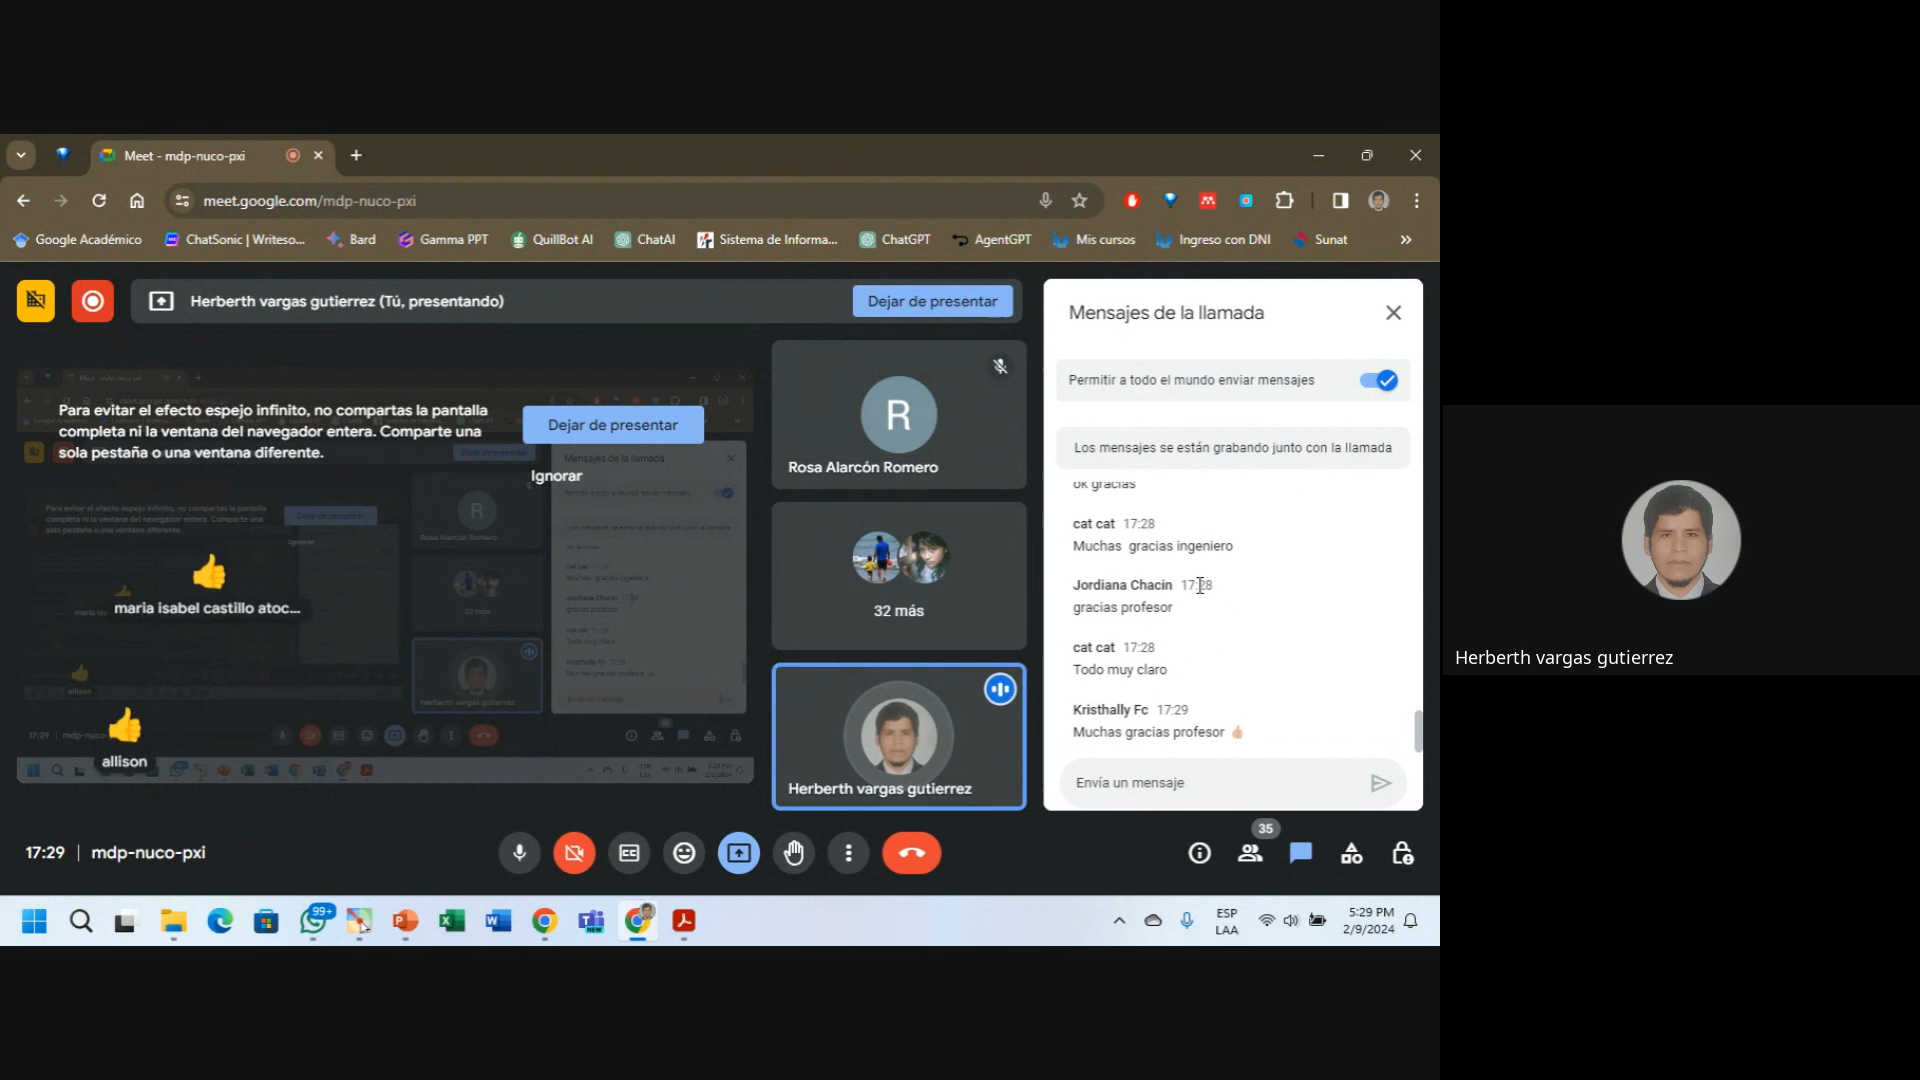 Meet - mdp-nuco-pxi
meet.google.com/mdp-nuco-pxi
Google Académico
ChatSonic | Writeso...
Bard
Gamma PPT
QuillBot AI
ChatAI
Sistema de Informa...
ChatGPT
AgentGPT
Mis cursos
Ingreso con DNI
Sunat
Herberth vargas gutierrez (Tú, presentando)
Dejar de presentar
Para evitar el efecto espejo infinito, no compartas la pantalla
completa ni la ventana del navegador entera. Comparte una
sola pestaña o una ventana diferente.
Dejar de presentar
Ignorar
maria isabel castillo atoc...
allison
R
Rosa Alarcón Romero
32 más
Herberth vargas gutierrez
Mensajes de la llamada
Permitir a todo el mundo enviar mensajes
Los mensajes se están grabando junto con la llamada
ok gracias
cat cat 17:28
Muchas gracias ingeniero
Jordiana Chacin 17:28
gracias profesor
cat cat 17:28
Todo muy claro
Kristhally Fc 17:29
Muchas gracias profesor 👍🏻
Envía un mensaje
17:29 | mdp-nuco-pxi
35
99+
ESP
LAA
5:29 PM
2/9/2024
Herberth vargas gutierrez